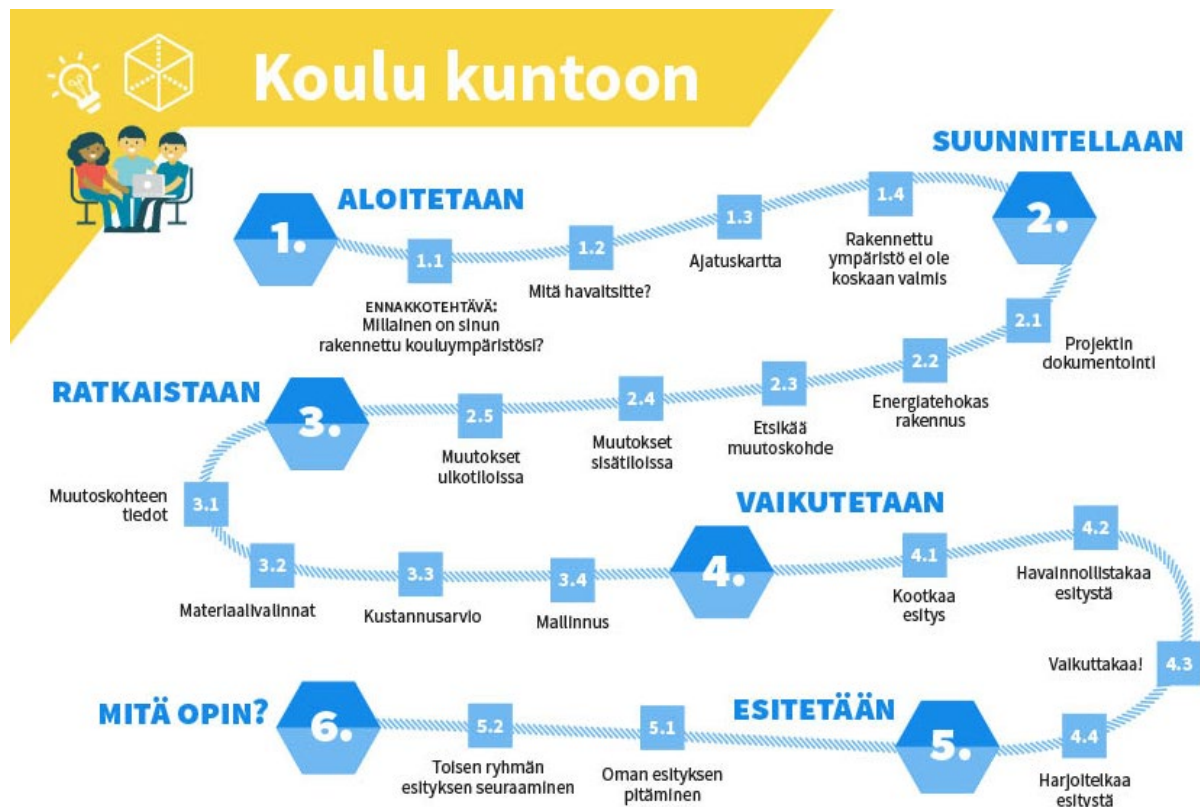 Koulu kuntoon
1.
ALOITETAAN
1.1
ENNAKKOTEHTÄVÄ:
Millainen on sinun
rakennettu kouluympäristösi?
1.2
Mitä havaitsitte?
1.3
Ajatuskartta
1.4
Rakennettu
ympäristö ei ole
koskaan valmis
SUUNNITELLAAN
2.
2.1
Projektin
dokumentointi
2.2
Energiatehokas
rakennus
2.3
Etsikää
muutoskohde
2.4
Muutokset
sisätiloissa
2.5
Muutokset
ulkotiloissa
RATKAISTAAN
3.
3.1
Muutoskohteen
tiedot
3.2
Materiaalivalinnat
3.3
Kustannusarvio
3.4
Mallinnus
VAIKUTETAAN
4.
4.1
Kootkaa
esitys
4.2
Havainnollistakaa
esitystä
4.3
Vaikuttakaa!
4.4
Harjoitelkaa
esitystä
ESITETÄÄN
5.
5.1
Oman esityksen
pitäminen
5.2
Toisen ryhmän
esityksen seuraaminen
MITÄ OPIN?
6.